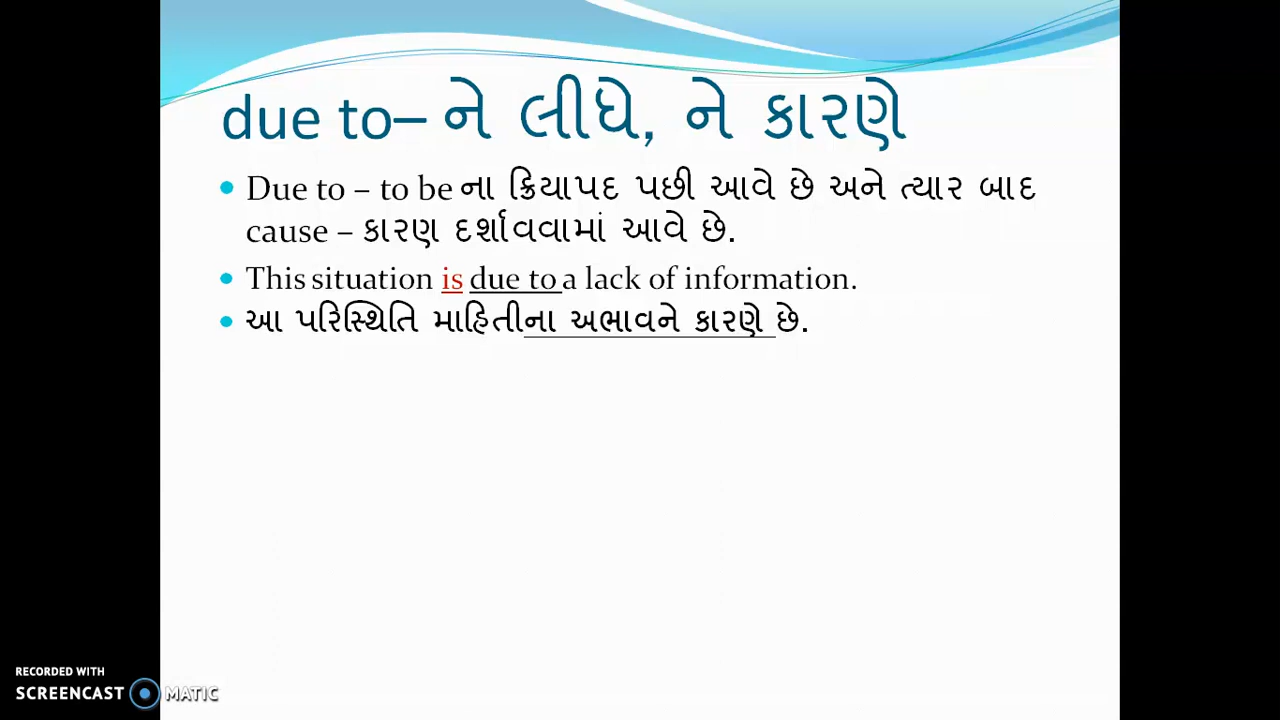 due to– ને લીધે, ને કારણે
Due to – to be ના ક્રિયાપદ પછી આવે છે અને ત્યાર બાદ
cause – કારણ દર્શાવવામાં આવે છે.
This situation is due to a lack of information.
આ પરિસ્થિતિ માહિતીના અભાવને કારણે છે.
RECORDED WITH
SCREENCAST MATIC